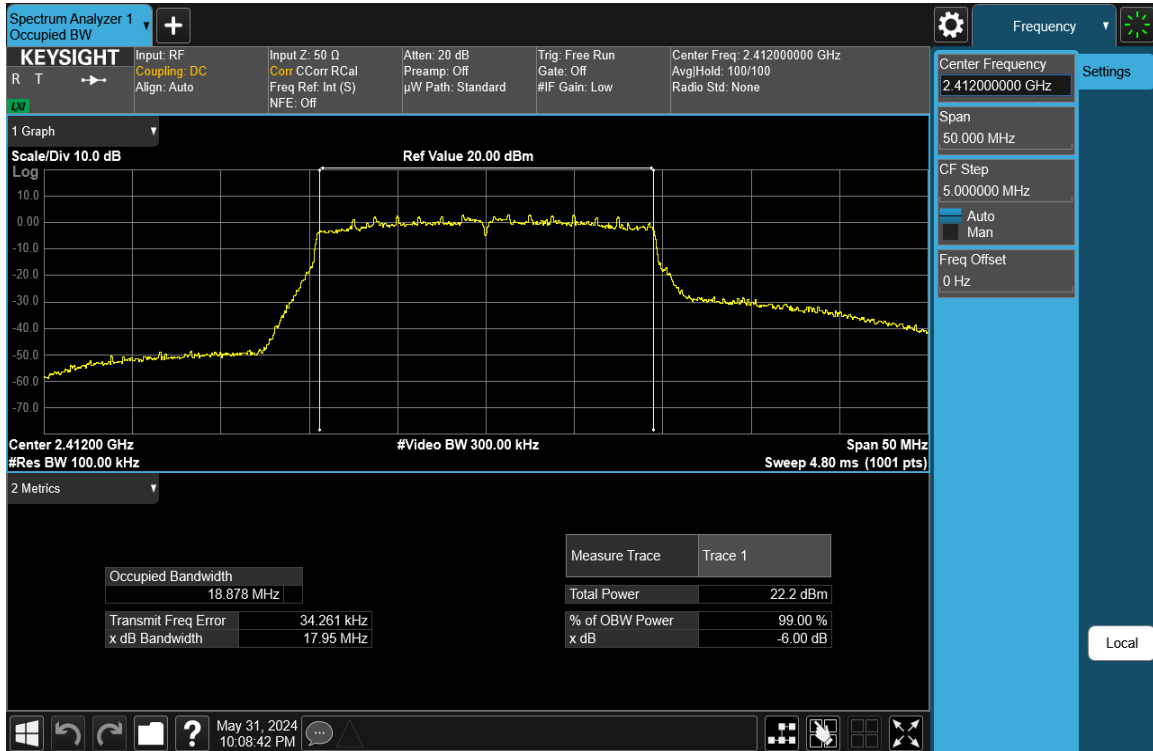 Spectrum Analyzer 1
Occupied BW
+
Frequency
KEYSIGHT
R T
LXI
Input: RF
Coupling: DC
Align: Auto
Input Z: 50 Ω
Corr CCorr RCal
Freq Ref: Int (S)
NFE: Off
Atten: 20 dB
Preamp: Off
µW Path: Standard
Trig: Free Run
Gate: Off
#IF Gain: Low
Center Freq: 2.412000000 GHz
Avg|Hold: 100/100
Radio Std: None
Center Frequency
2.412000000 GHz
Settings
Span
50.000 MHz
CF Step
5.000000 MHz
Auto
Man
Freq Offset
0 Hz
Local
1 Graph
Scale/Div 10.0 dB
Ref Value 20.00 dBm
Log
10.0
0.00
-10.0
-20.0
-30.0
-40.0
-50.0
-60.0
-70.0
Center 2.41200 GHz
#Video BW 300.00 kHz
Span 50 MHz
#Res BW 100.00 kHz
Sweep 4.80 ms (1001 pts)
2 Metrics
Measure Trace Trace 1
Occupied Bandwidth
18.878 MHz
Total Power 22.2 dBm
Transmit Freq Error 34.261 kHz
% of OBW Power 99.00 %
x dB Bandwidth 17.95 MHz
x dB -6.00 dB
?
May 31, 2024
10:08:42 PM